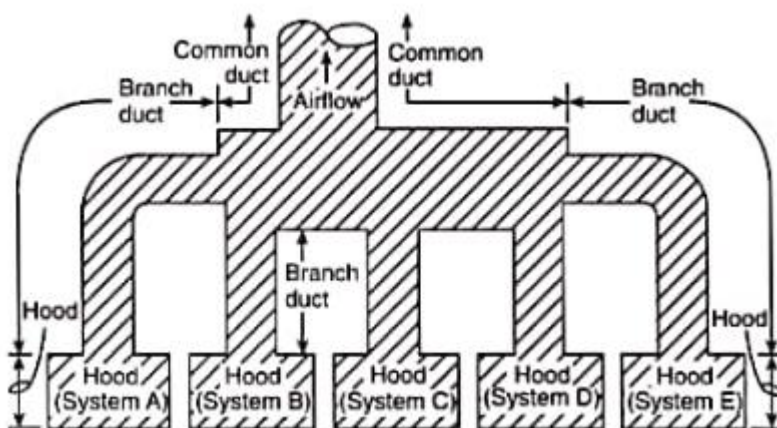 Common
duct
Airflow
Common
duct
Branch
duct
Branch
duct
Branch
duct
Hood
Hood
Hood
(System A)
Hood
(System B)
Hood
(System C)
Hood
(System D)
Hood
(System E)